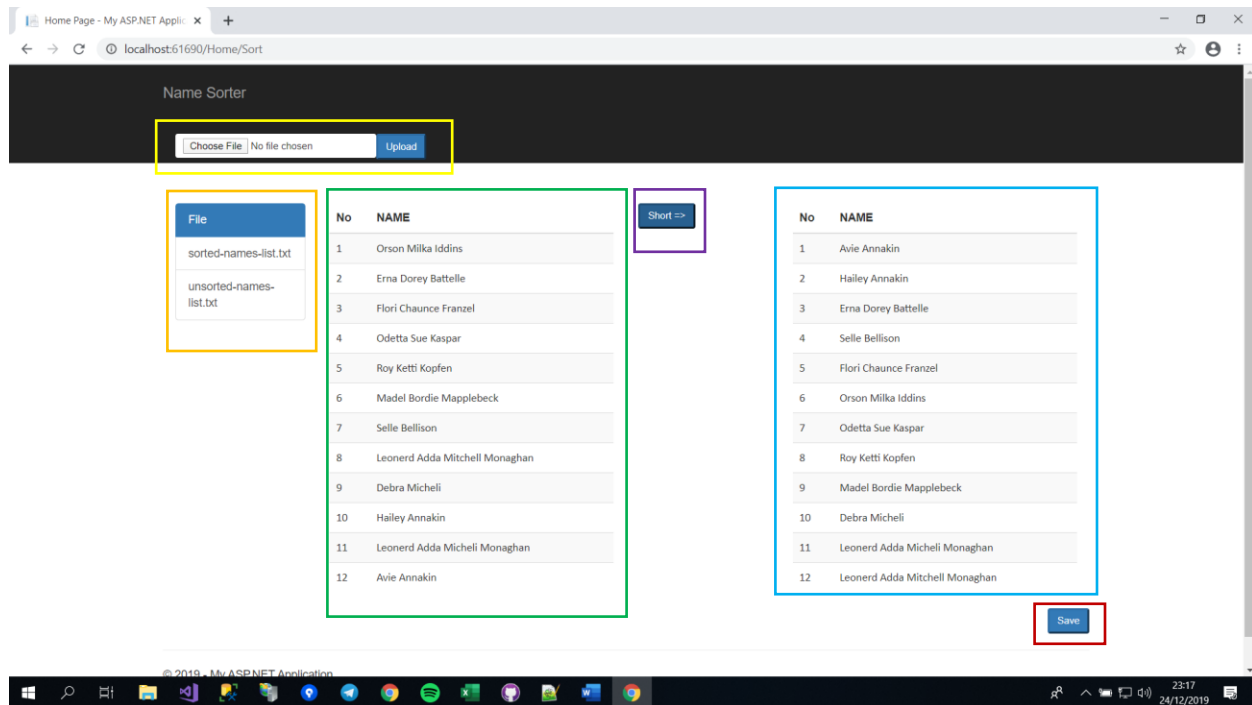 Home Page - My ASP.NET Applic
localhost:61690/Home/Sort
Name Sorter
Choose File No file chosen Upload
File
sorted-names-list.txt
unsorted-names-
list.txt
No NAME
1 Orson Milka Iddins
2 Erna Dorey Battelle
3 Flori Chaunce Franzel
4 Odetta Sue Kaspar
5 Roy Ketti Kopfen
6 Madel Bordie Mapplebeck
7 Selle Bellison
8 Leonerd Adda Mitchell Monaghan
9 Debra Micheli
10 Hailey Annakin
11 Leonerd Adda Micheli Monaghan
12 Avie Annakin
Short =>
No NAME
1 Avie Annakin
2 Hailey Annakin
3 Erna Dorey Battelle
4 Selle Bellison
5 Flori Chaunce Franzel
6 Orson Milka Iddins
7 Odetta Sue Kaspar
8 Roy Ketti Kopfen
9 Madel Bordie Mapplebeck
10 Debra Micheli
11 Leonerd Adda Micheli Monaghan
12 Leonerd Adda Mitchell Monaghan
Save
© 2019 - My ASP.NET Application
23:17
24/12/2019